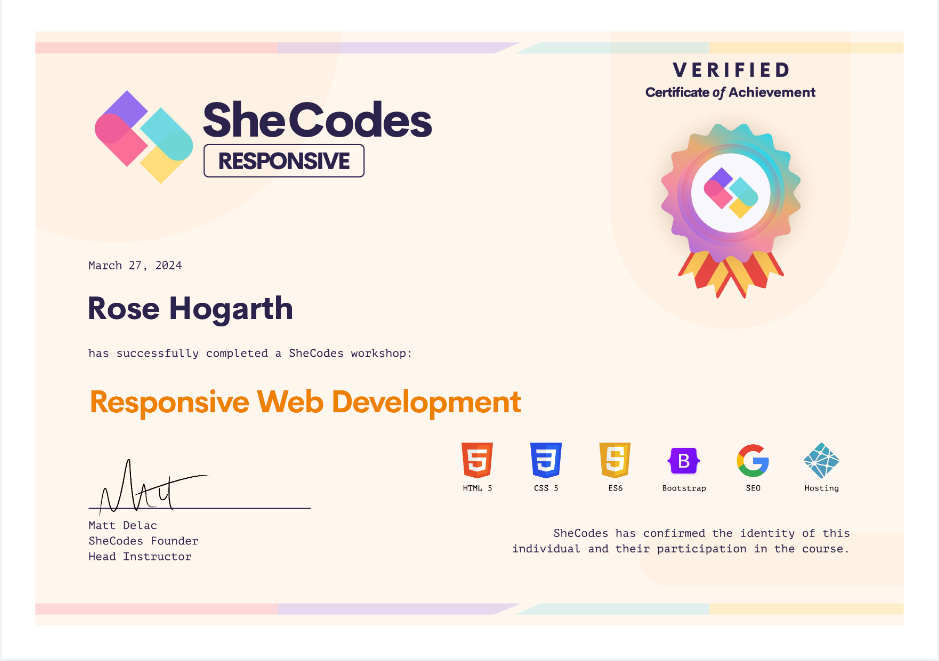 VERIFIED
Certificate of Achievement
SheCodes
RESPONSIVE
March 27, 2024
Rose Hogarth
has successfully completed a SheCodes workshop:
Responsive Web Development
HTML 5
CSS 5
ES6
Bootstrap
SEO
Hosting
Matt Delac
SheCodes Founder
Head Instructor
SheCodes has confirmed the identity of this
individual and their participation in the course.